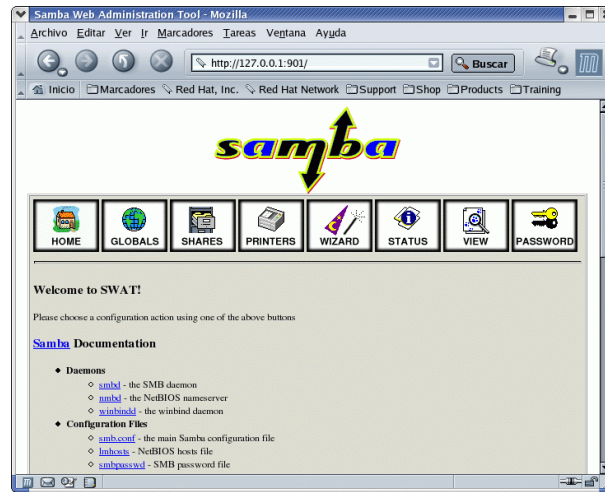 Samba Web Administration Tool - Mozilla
Archivo Editar Ver Ir Marcadores Tareas Ventana Ayuda
http://127.0.0.1:901/ Buscar
Inicio Marcadores Red Hat, Inc. Red Hat Network Support Shop Products Training
samba
HOME GLOBALS SHARES PRINTERS WIZARD STATUS VIEW PASSWORD
Welcome to SWAT!
Please choose a configuration action using one of the above buttons
Samba Documentation
Daemons
smbd - the SMB daemon
nmbd - the NetBIOS nameserver
winbindd - the winbind daemon
Configuration Files
smb.conf - the main Samba configuration file
lmhosts - NetBIOS hosts file
smbpasswd - SMB password file